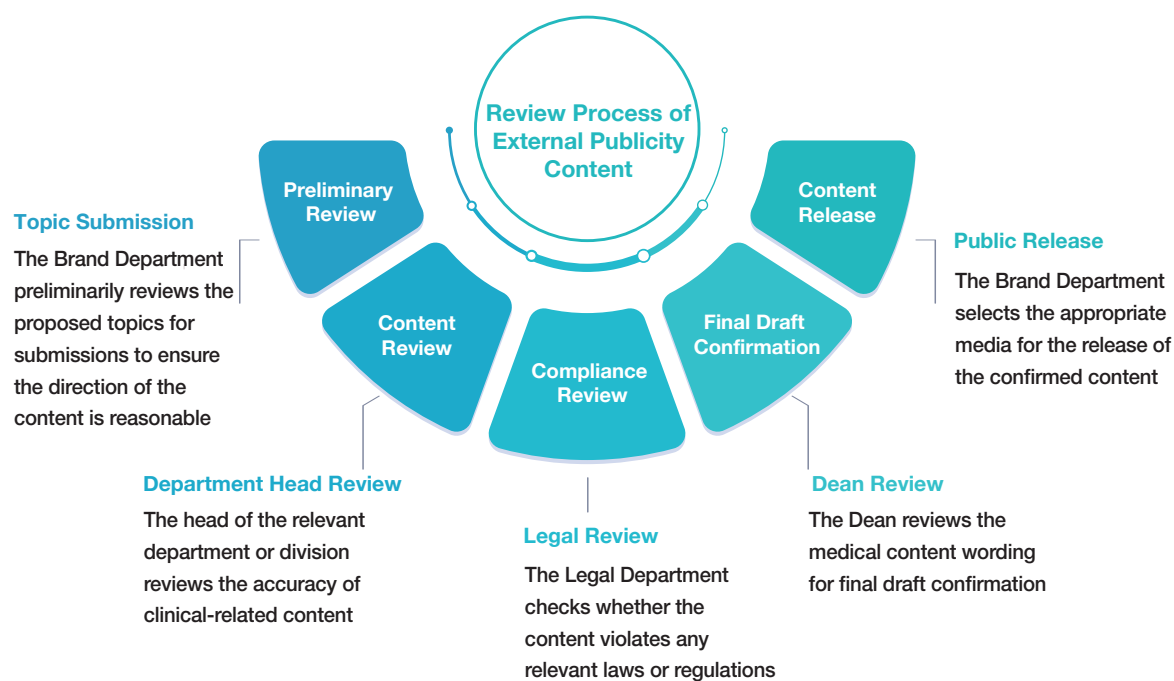 Review Process of
External Publicity
Content
Preliminary
Review
Topic Submission
The Brand Department
preliminarily reviews the
proposed topics for
submissions to ensure
the direction of the
content is reasonable
Content
Review
Department Head Review
The head of the relevant
department or division
reviews the accuracy of
clinical-related content
Compliance
Review
Legal Review
The Legal Department
checks whether the
content violates any
relevant laws or regulations
Final Draft
Confirmation
Dean Review
The Dean reviews the
medical content wording
for final draft confirmation
Content
Release
Public Release
The Brand Department
selects the appropriate
media for the release of
the confirmed content